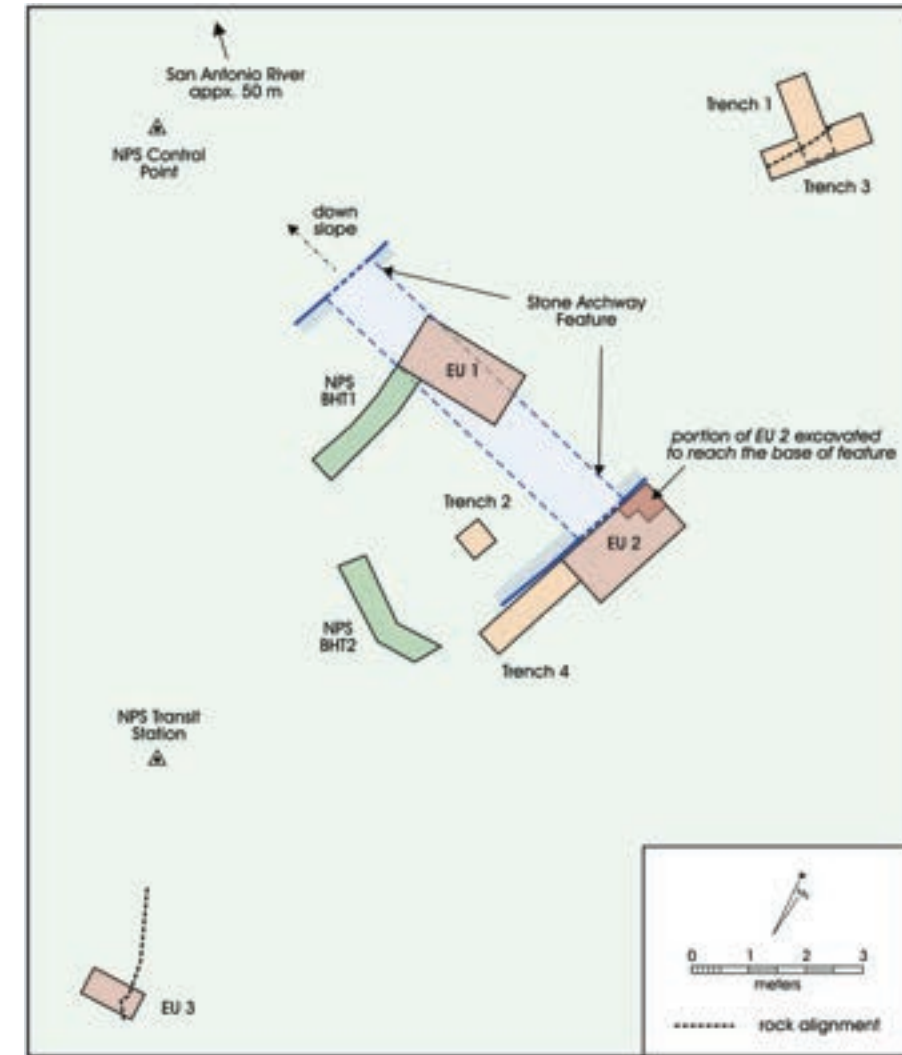 San Antonio River
appx. 50 m
NPS Control
Point
Trench 1
Trench 3
down
slope
Stone Archway
Feature
EU 1
NPS
BHT1
portion of EU 2 excavated
to reach the base of feature
Trench 2
EU 2
NPS
BHT2
Trench 4
NPS Transit
Station
EU 3
0 1 2 3
meters
rock alignment